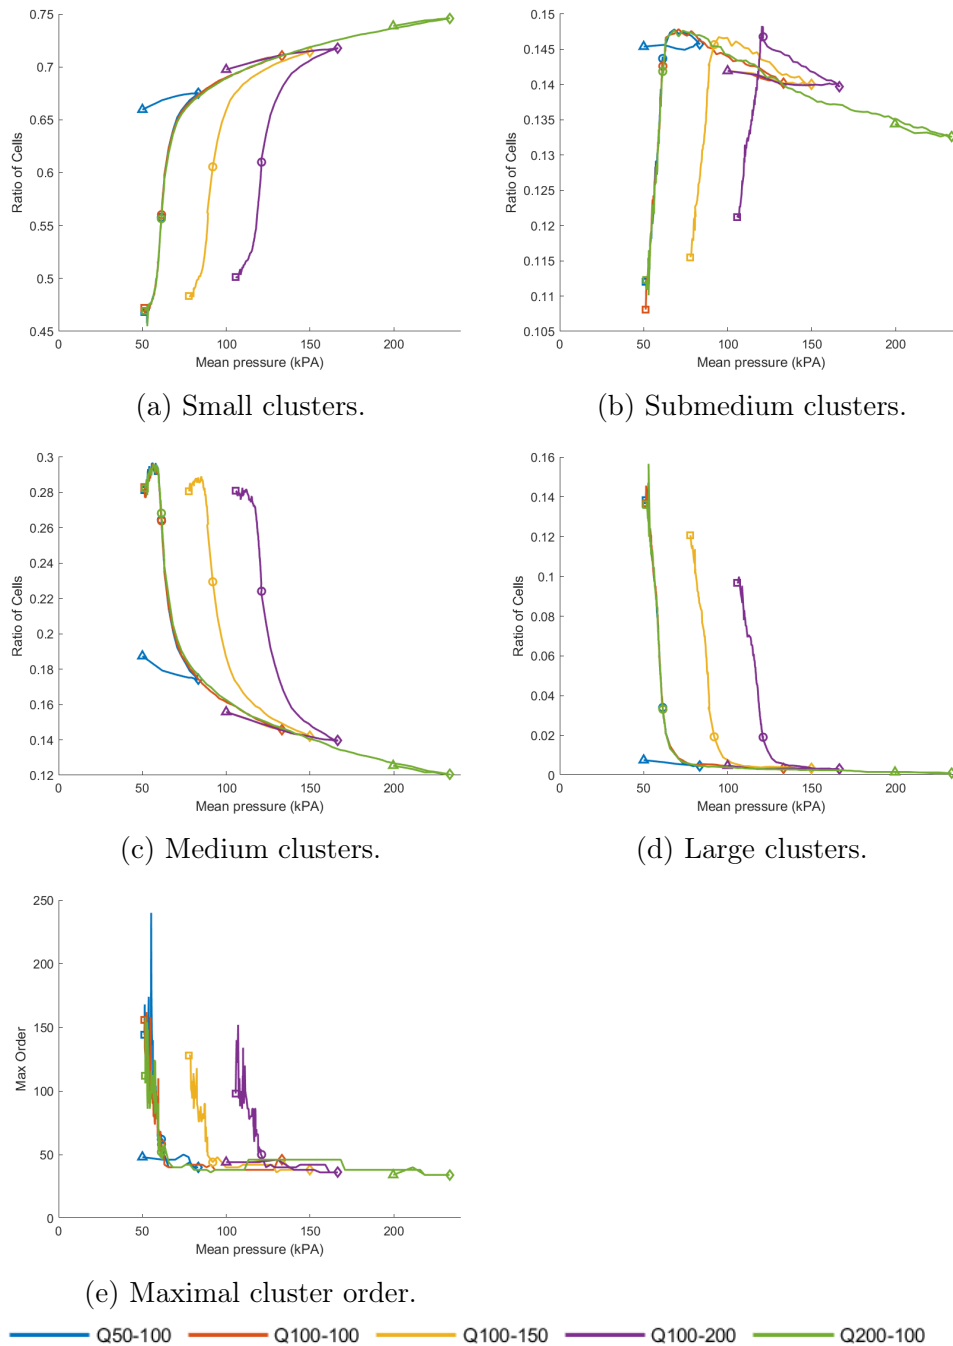 0.75
0.7
0.65
0.6
0.55
0.5
0.45
Ratio of Cells
0 50 100 150 200
Mean pressure (kPA)
(a) Small clusters.
0.15
0.145
0.14
0.135
0.13
0.125
0.12
0.115
0.11
0.105
Ratio of Cells
0 50 100 150 200
Mean pressure (kPA)
(b) Submedium clusters.
0.3
0.28
0.26
0.24
0.22
0.2
0.18
0.16
0.14
0.12
Ratio of Cells
0 50 100 150 200
Mean pressure (kPA)
(c) Medium clusters.
0.16
0.14
0.12
0.1
0.08
0.06
0.04
0.02
0
Ratio of Cells
0 50 100 150 200
Mean pressure (kPA)
(d) Large clusters.
250
200
150
100
50
0
Max Order
0 50 100 150 200
Mean pressure (kPA)
(e) Maximal cluster order.
Q50-100 Q100-100 Q100-150 Q100-200 Q200-100